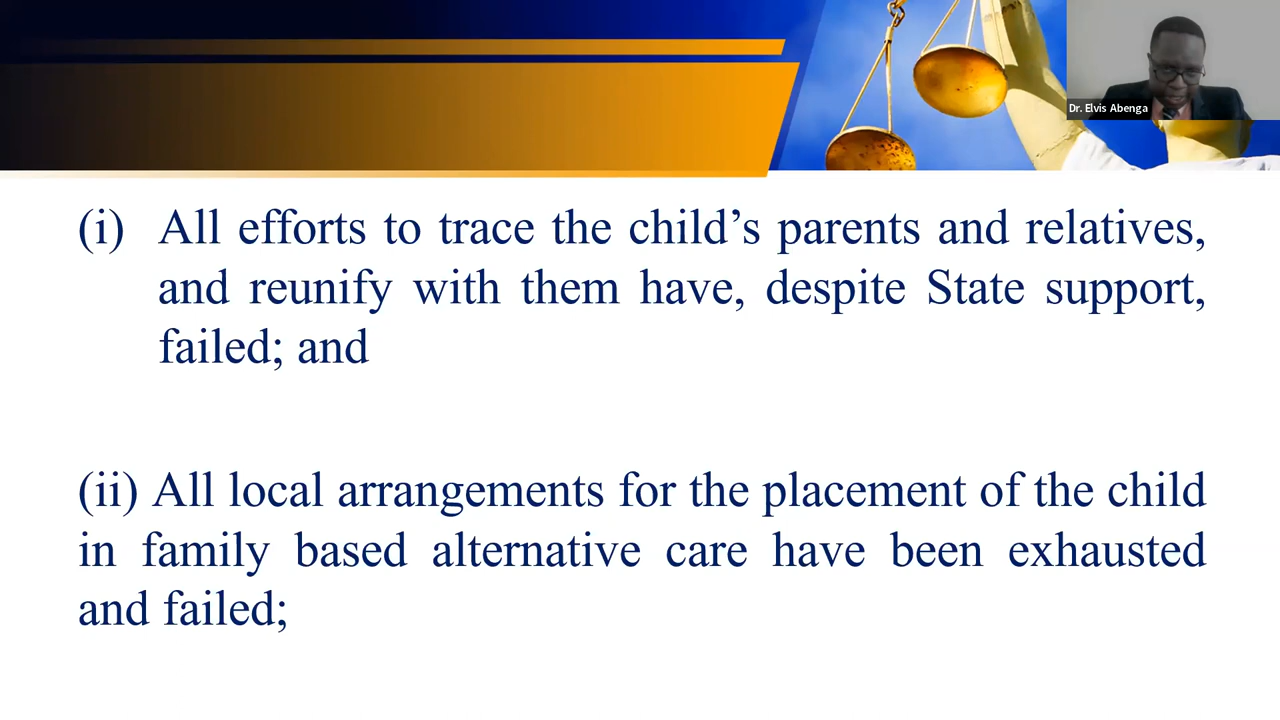 Dr. Elvis Abenga
(i) All efforts to trace the child’s parents and relatives,
and reunify with them have, despite State support,
failed; and
(ii) All local arrangements for the placement of the child
in family based alternative care have been exhausted
and failed;